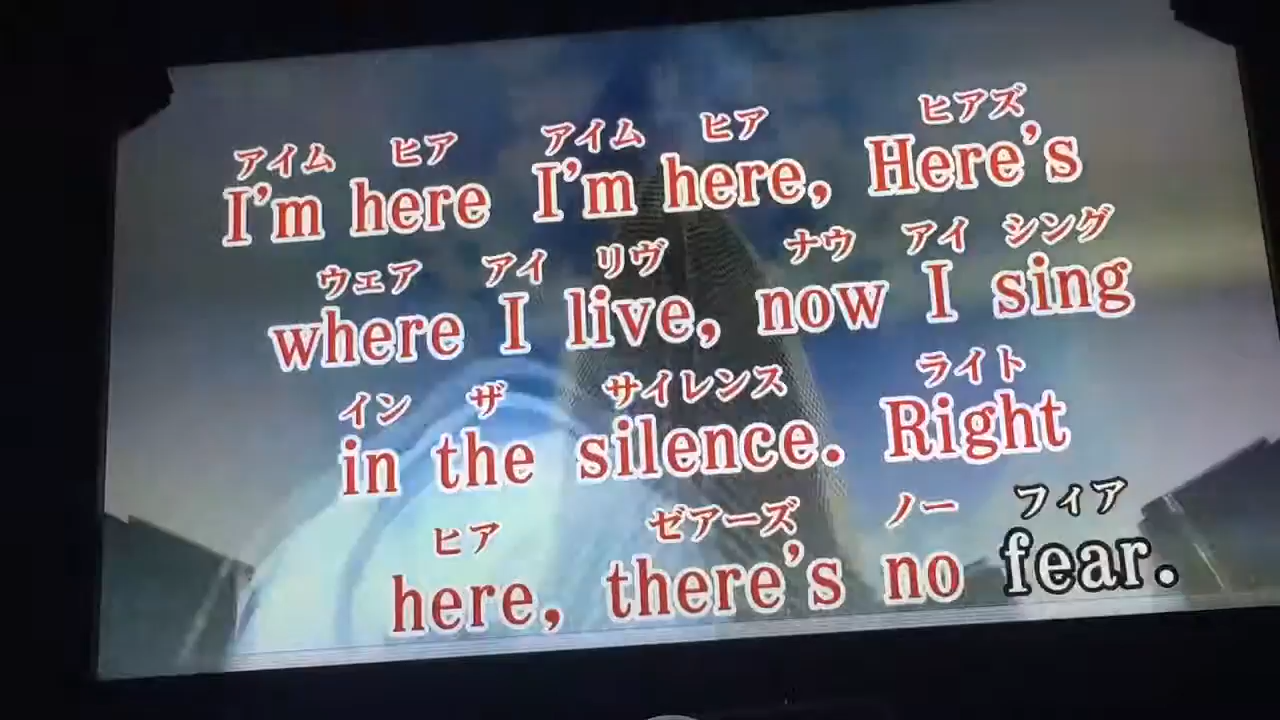 アイム ヒア アイム ヒア ヒアズ
I'm here I'm here, Here's
ウェア アイ リヴ ナウ アイ シング
where I live, now I sing
イン ザ サイレンス ライト
in the silence. Right
ヒア ゼアーズ ノー フィア
here, there's no fear.